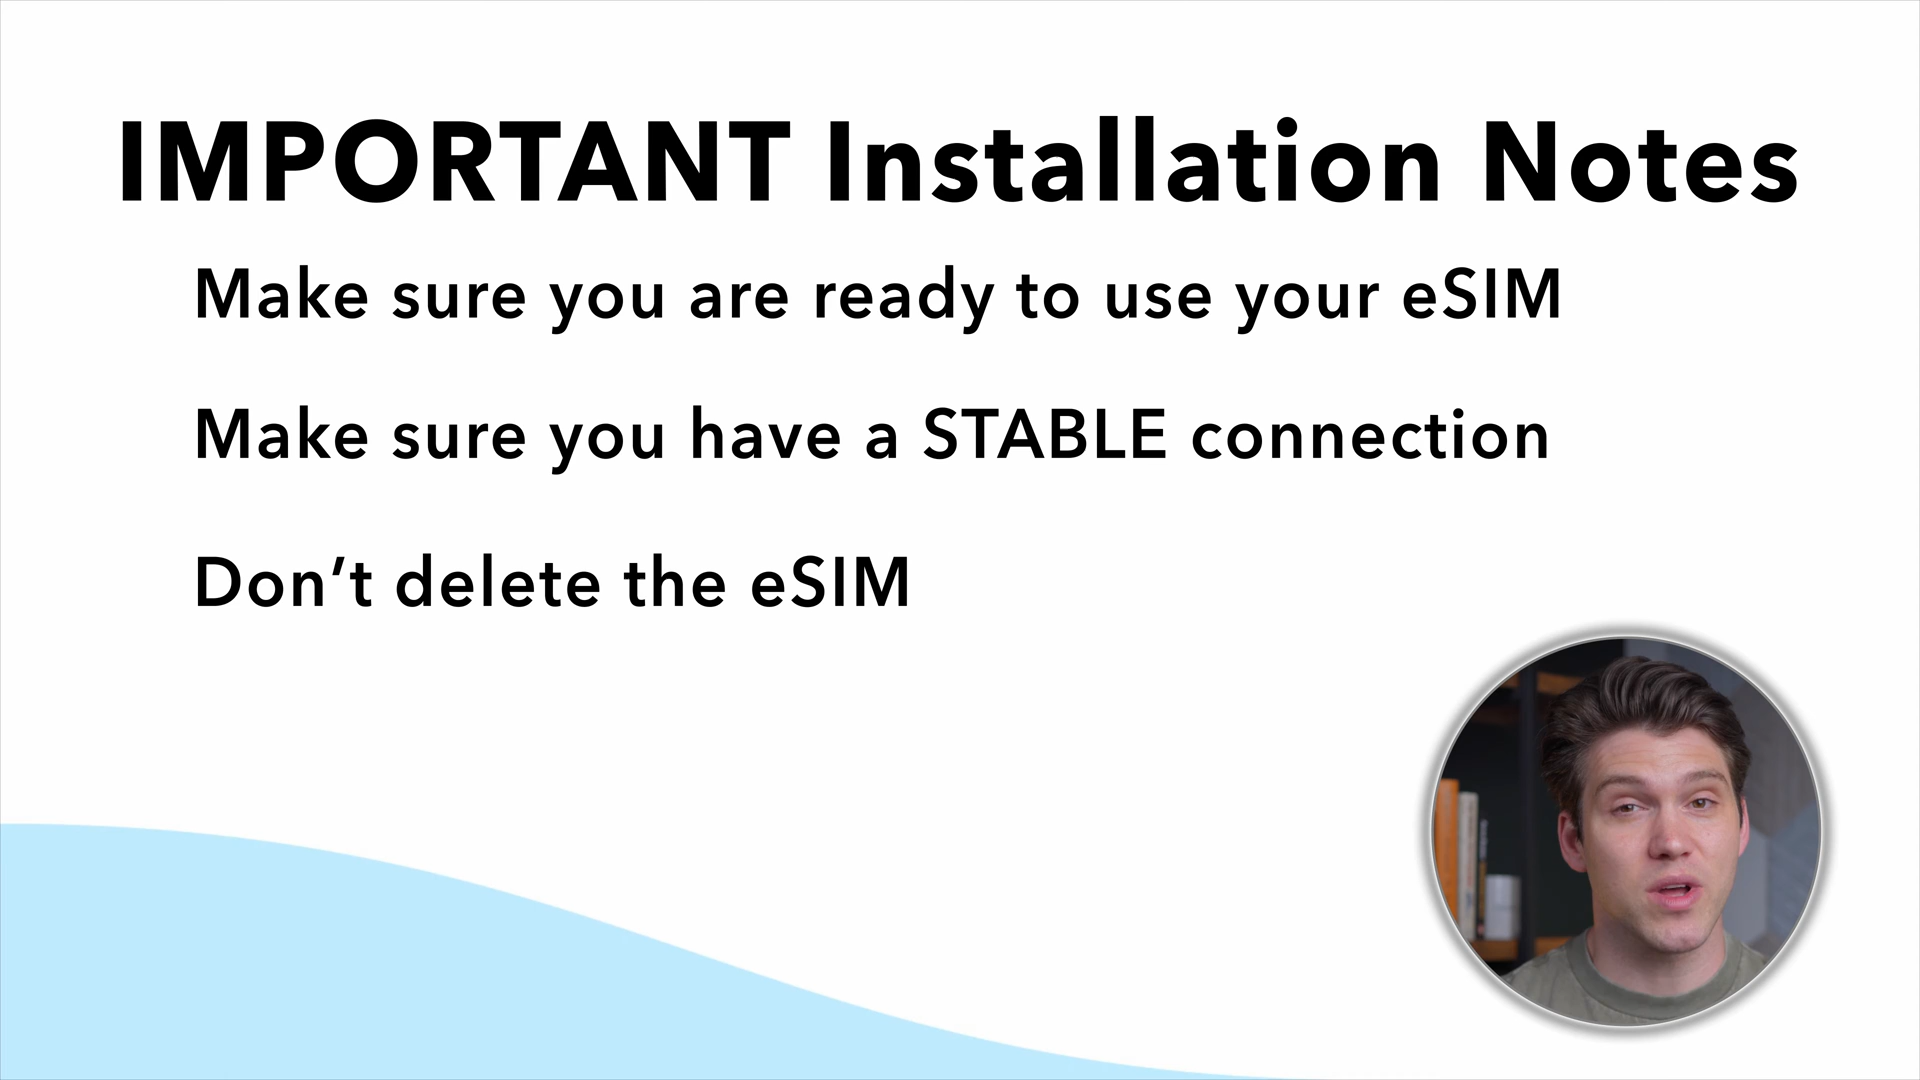 IMPORTANT Installation Notes
Make sure you are ready to use your eSIM
Make sure you have a STABLE connection
Don’t delete the eSIM